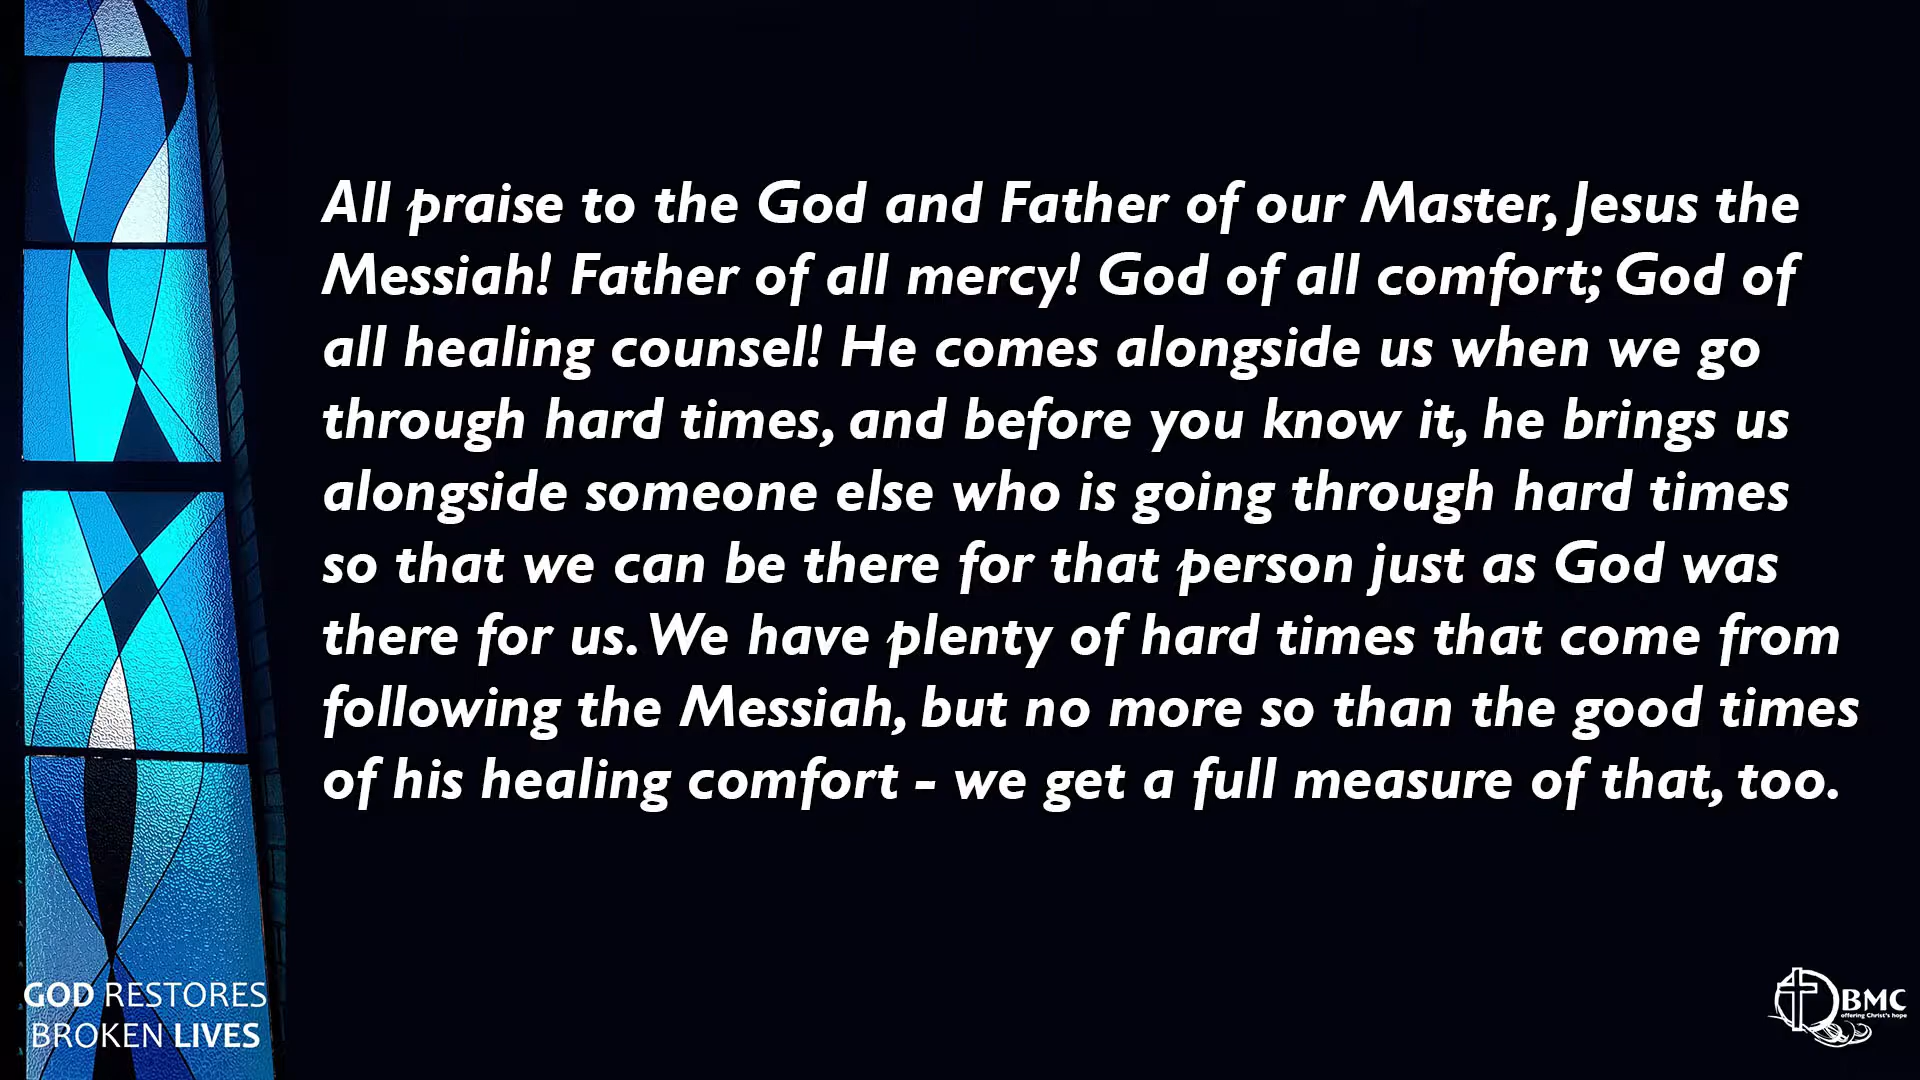 All praise to the God and Father of our Master, Jesus the
Messiah! Father of all mercy! God of all comfort; God of
all healing counsel! He comes alongside us when we go
through hard times, and before you know it, he brings us
alongside someone else who is going through hard times
so that we can be there for that person just as God was
there for us. We have plenty of hard times that come from
following the Messiah, but no more so than the good times
of his healing comfort - we get a full measure of that, too.
GOD RESTORES
BROKEN LIVES
BMC
offering Christ's hope